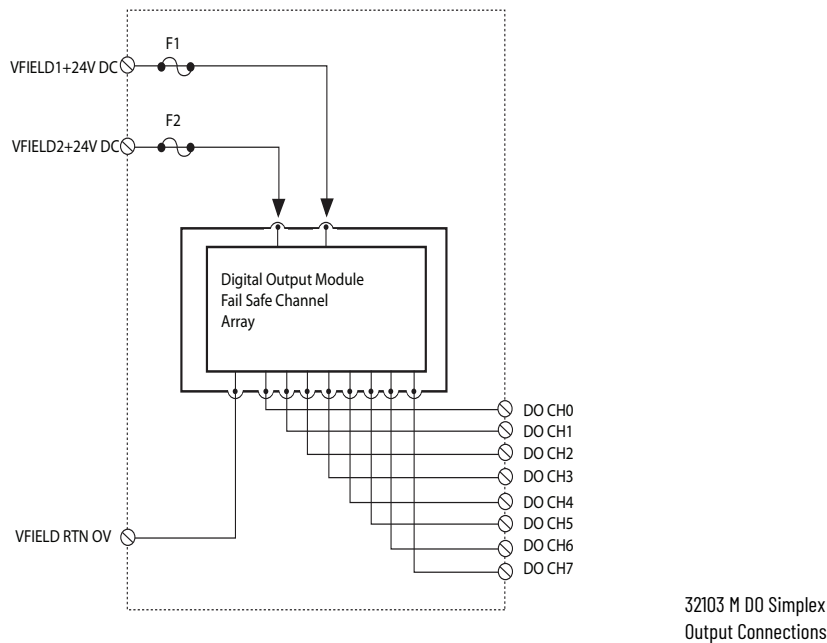 F1
VFIELD1+24V DC
F2
VFIELD2+24V DC
Digital Output Module
Fail Safe Channel
Array
DO CH0
DO CH1
DO CH2
DO CH3
DO CH4
DO CH5
DO CH6
DO CH7
VFIELD RTN OV
32103 M DO Simplex
Output Connections